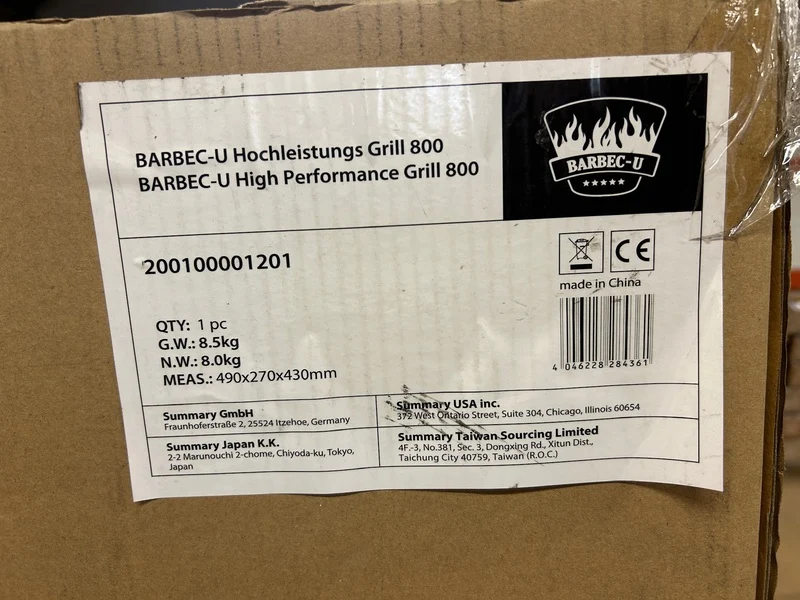 BARBEC-U Hochleistungs Grill 800
BARBEC-U High Performance Grill 800
BARBEC-U
200100001201
CE
made in China
QTY: 1 pc
G.W.: 8.5kg
N.W.: 8.0kg
MEAS.: 490x270x430mm
4 046228 284361
Summary GmbH
Fraunhoferstraße 2, 25524 Itzehoe, Germany
Summary USA inc.
372 West Ontario Street, Suite 304, Chicago, Illinois 60654
Summary Japan K.K.
2-2 Marunouchi 2-chome, Chiyoda-ku, Tokyo,
Japan
Summary Taiwan Sourcing Limited
4F.-3, No.381, Sec. 3, Dongxing Rd., Xitun Dist.,
Taichung City 40759, Taiwan (R.O.C.)